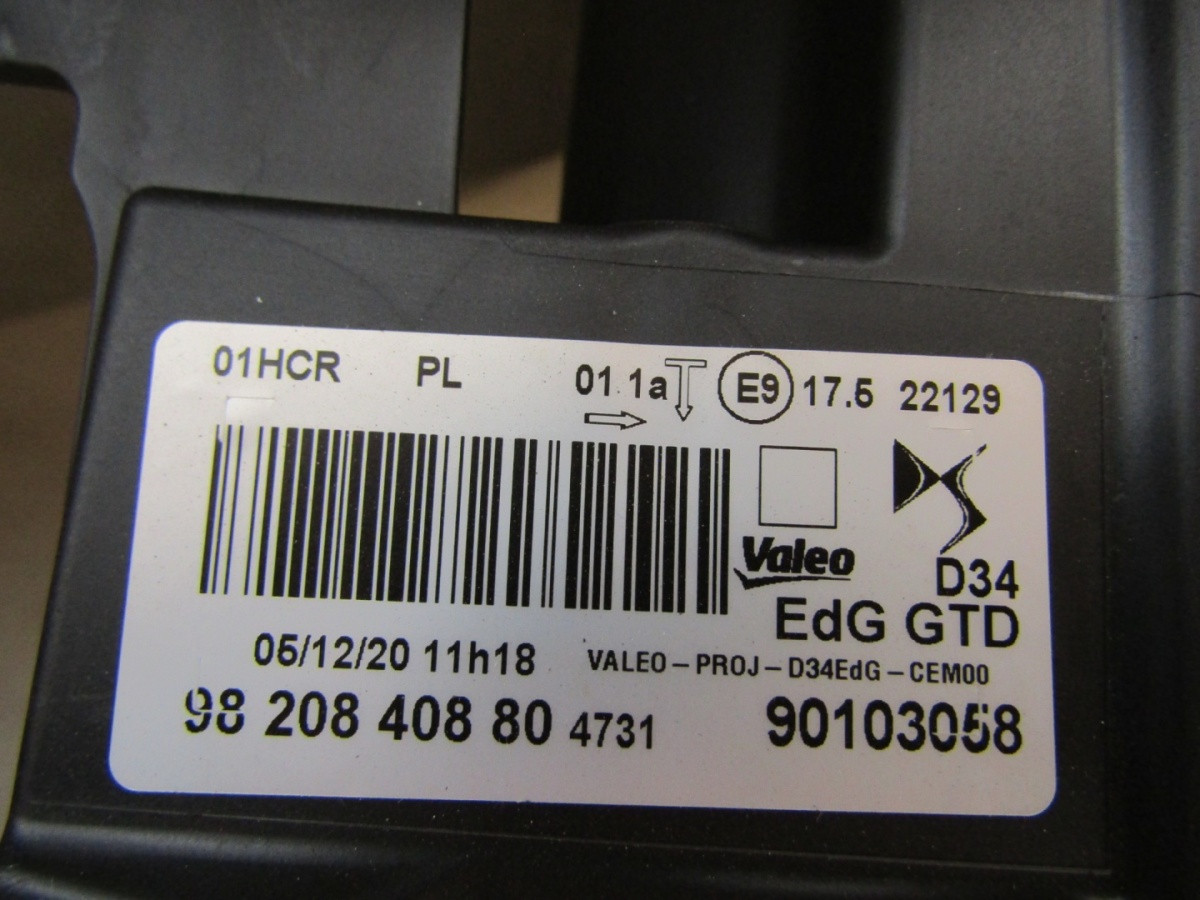 01HCR PL 01 1a E9 17.5 22129
Valeo
D34
EdG GTD
05/12/20 11h18 VALEO-PROJ-D34EdG-CEM00
98 208 408 80 4731 90103058